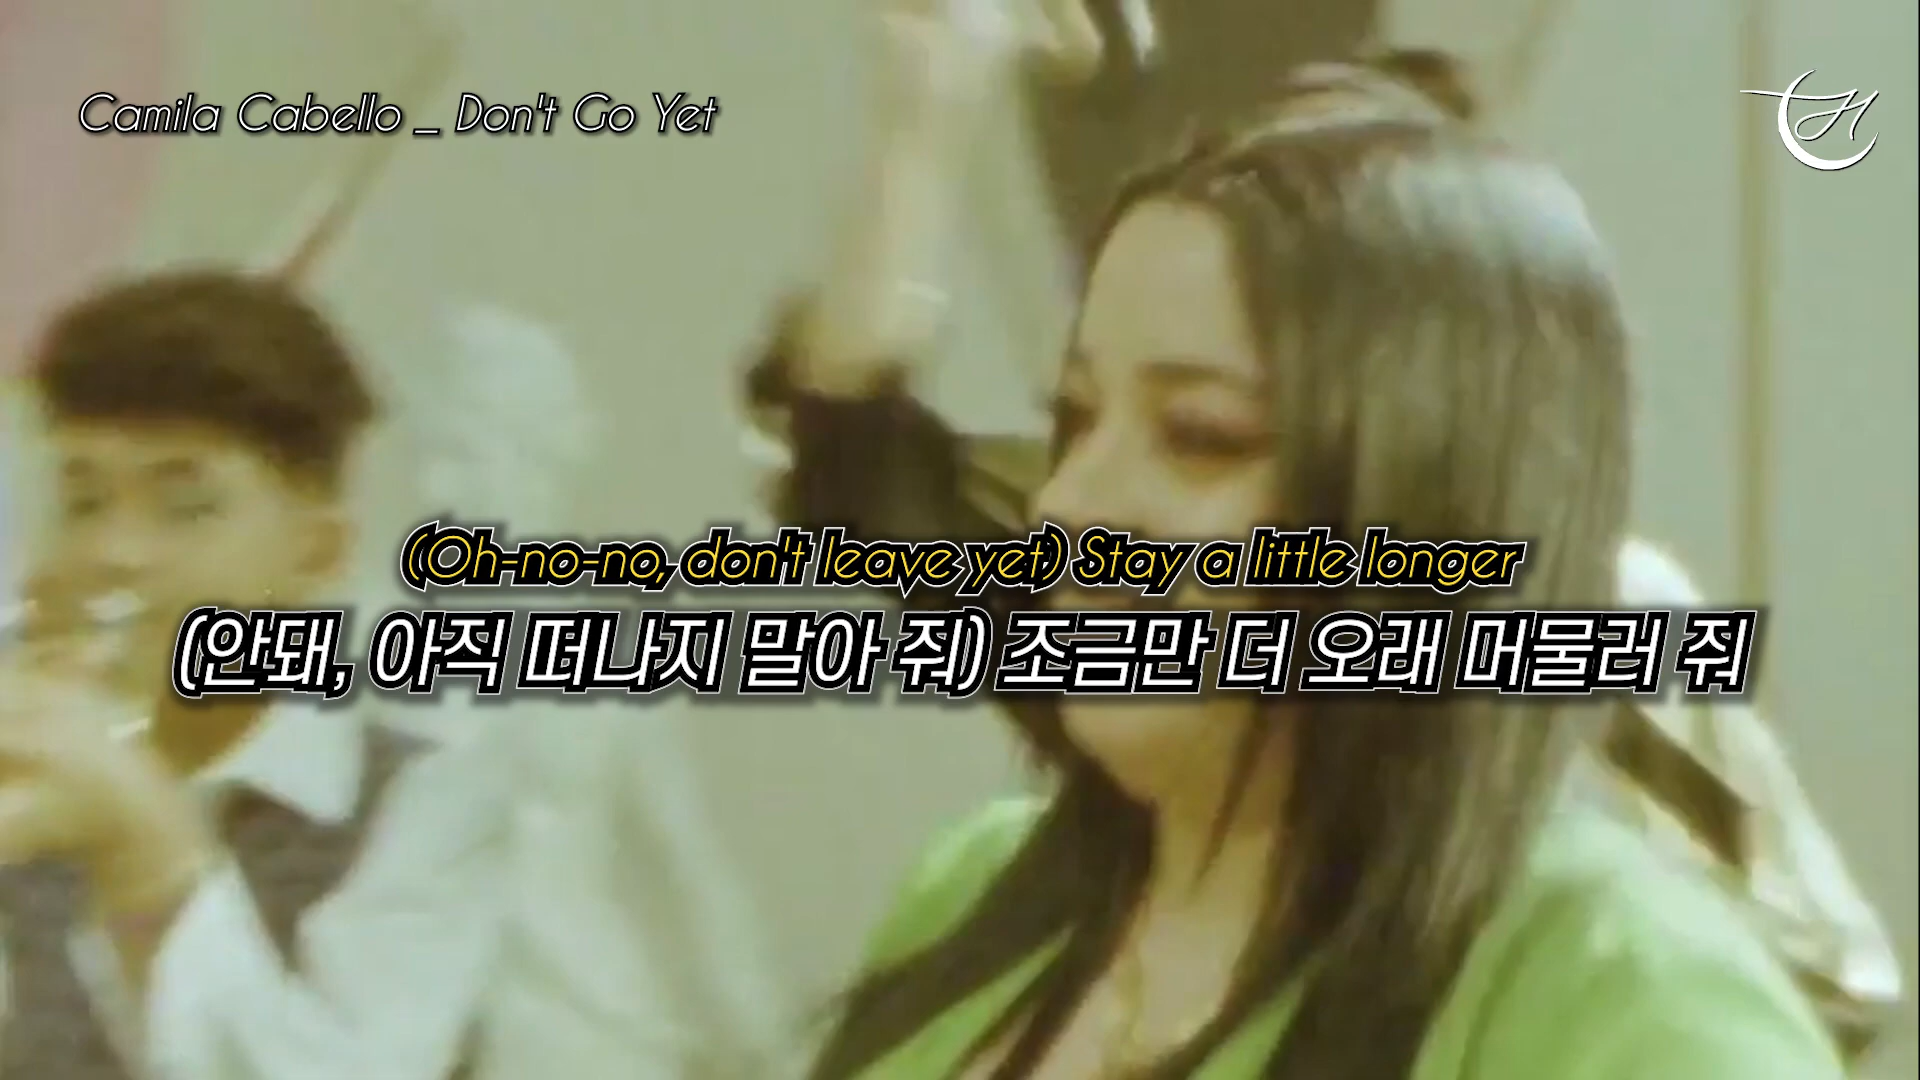 Camila Cabello _ Don't Go Yet
(Oh-no-no, don't leave yet) Stay a little longer
(안돼, 아직 떠나지 말아 줘) 조금만 더 오래 머물러 줘